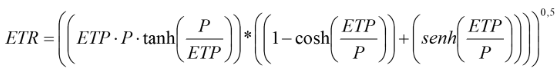 ETR = ((ETP · P · tanh(P/ETP)) * ((1 − cosh(ETP/P)) + (senh(ETP/P))))^0,5